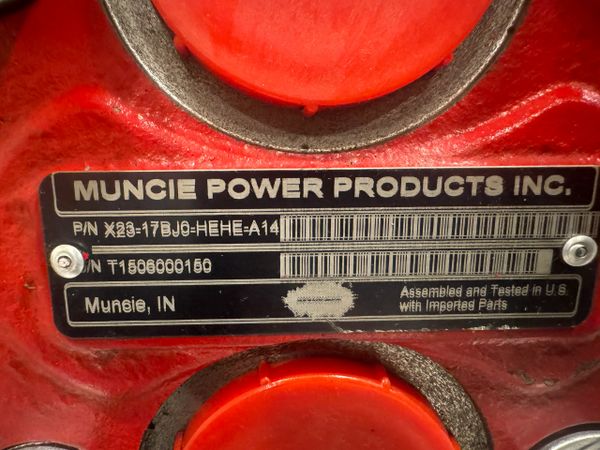 MUNCIE POWER PRODUCTS INC.
P/N X23-17BJ0-HEHE-A14
/N T1506000150
Muncie, IN
Assembled and Tested in U.S.
with Imported Parts